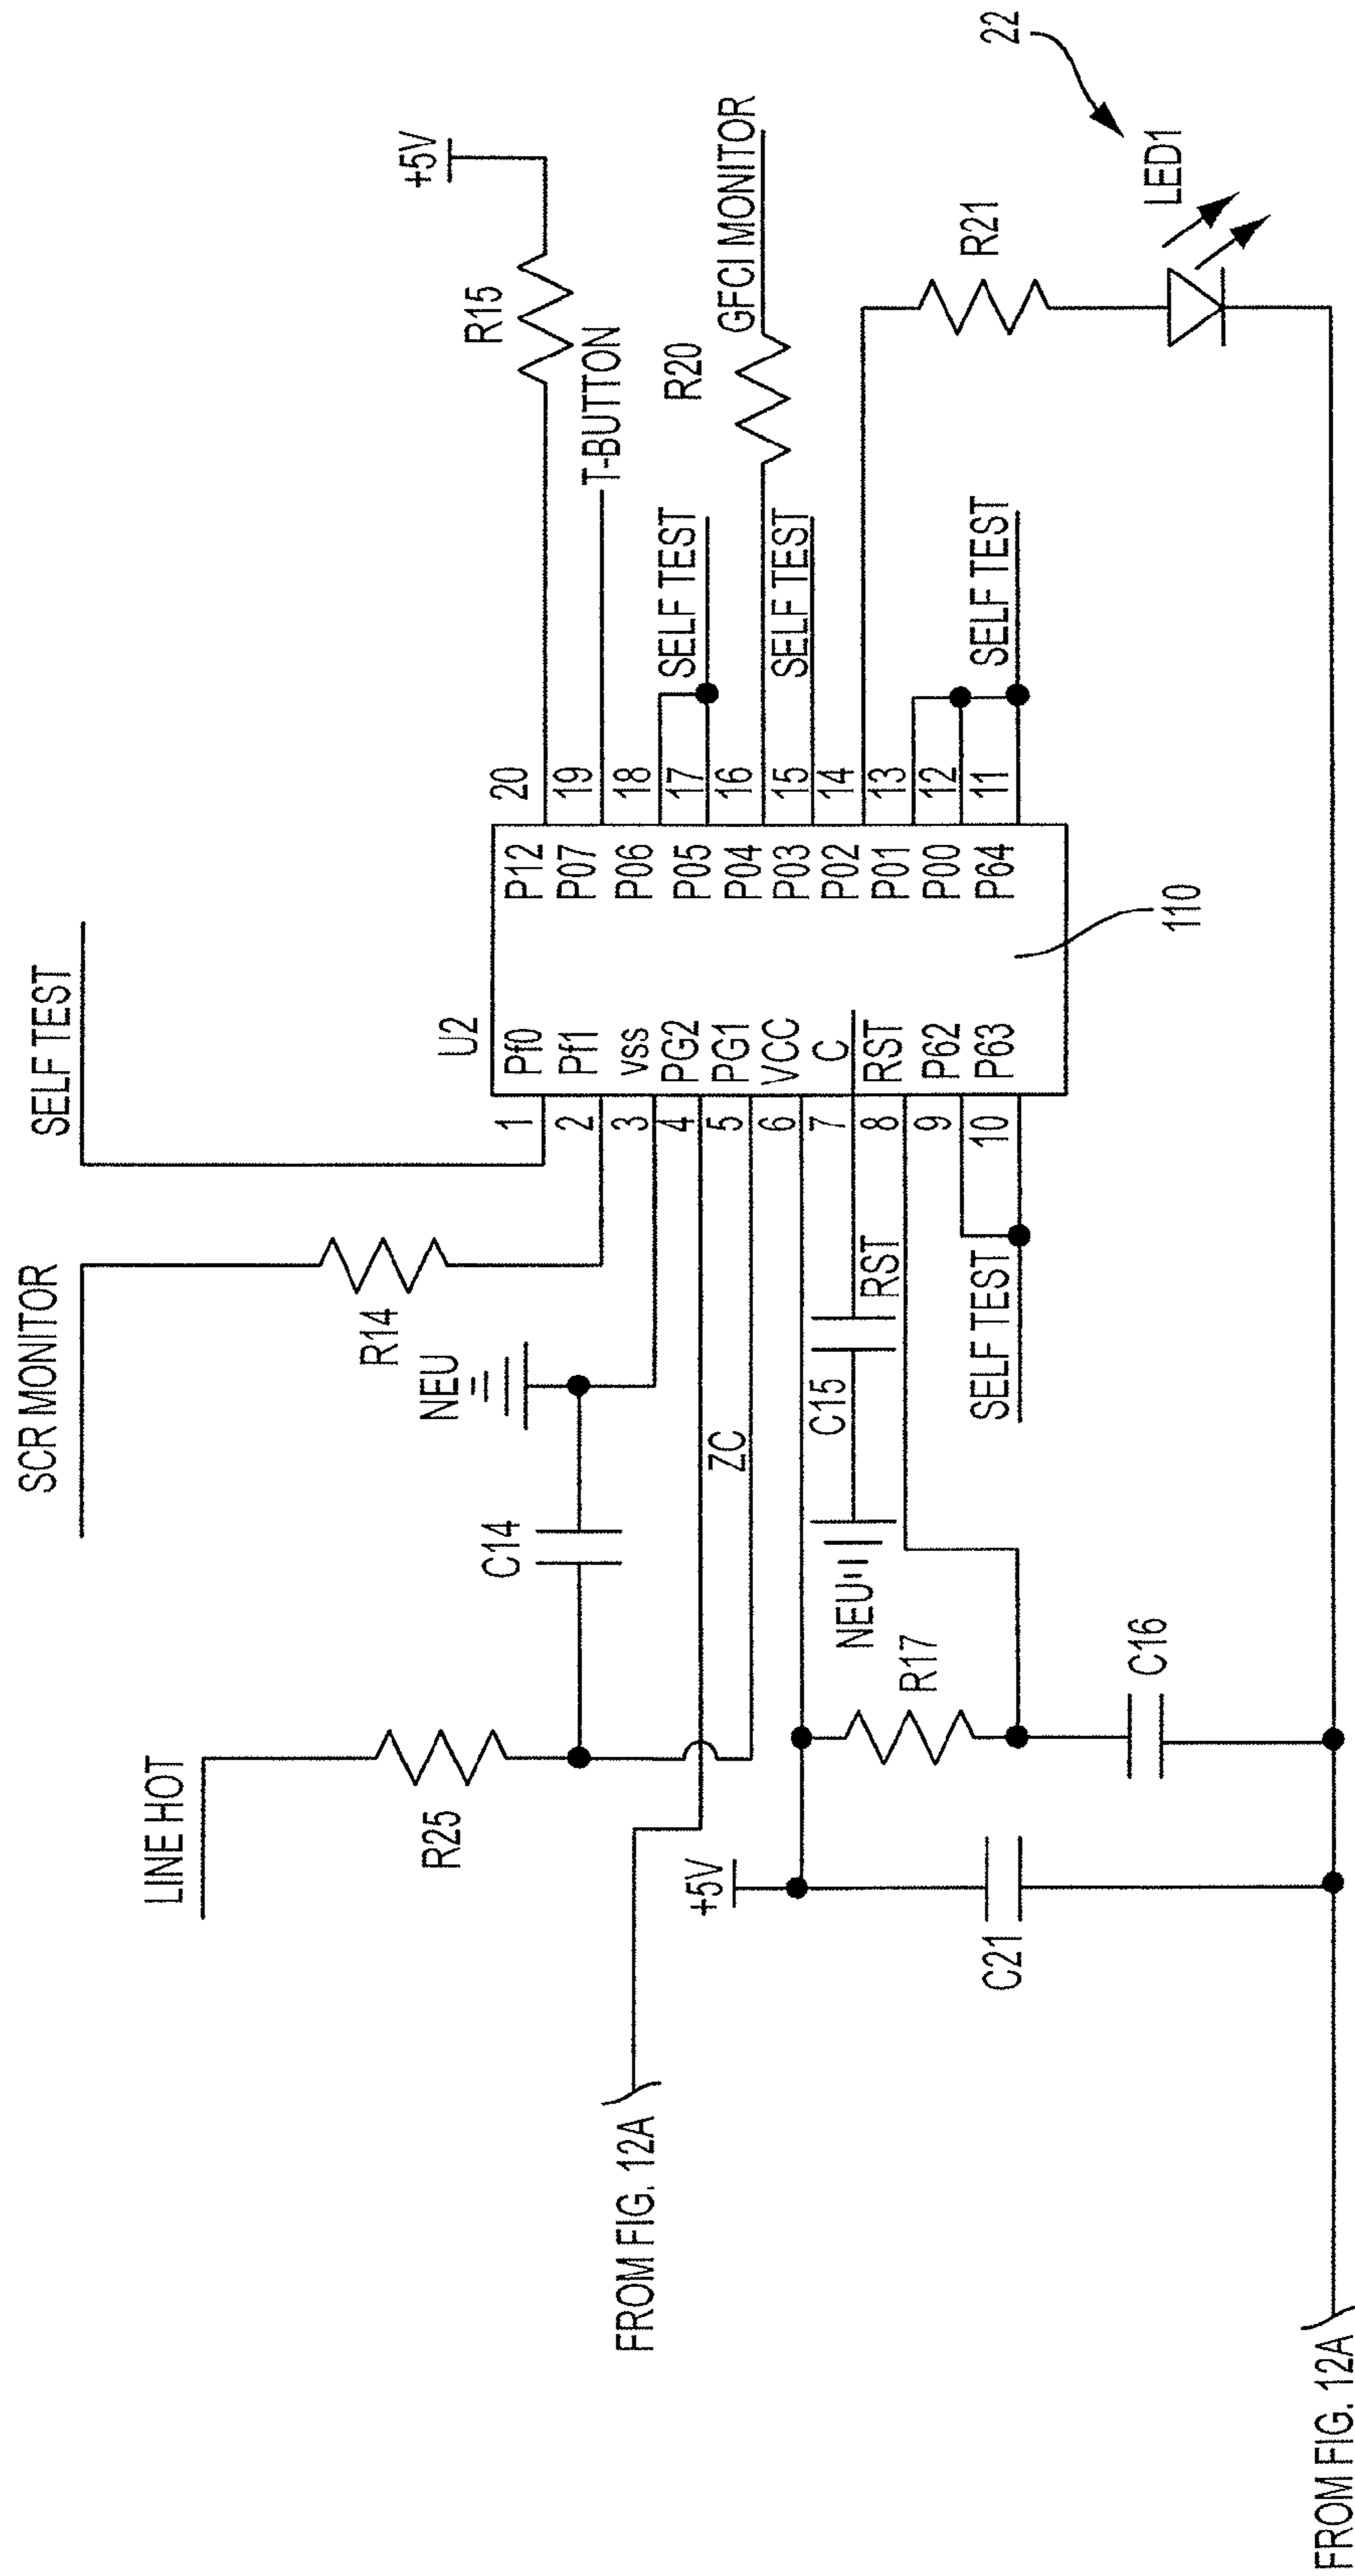 SELF TEST
SCR MONITOR
LINE HOT
R14
R25
NEU
C14
+5V
R15
T-BUTTON
U2
1
2
3
4
5
6
7
8
9
10
Pf0
Pf1
vss
PG2
PG1
VCC
C
RST
P62
P63
P12
P07
P06
P05
P04
P03
P02
P01
P00
P64
20
19
18
17
16
15
14
13
12
11
SELF TEST
R20
GFCI MONITOR
SELF TEST
SELF TEST
R21
LED1
22
110
ZC
RST
C15
NEU
SELF TEST
R17
C16
+5V
C21
FROM FIG. 12A
FROM FIG. 12A